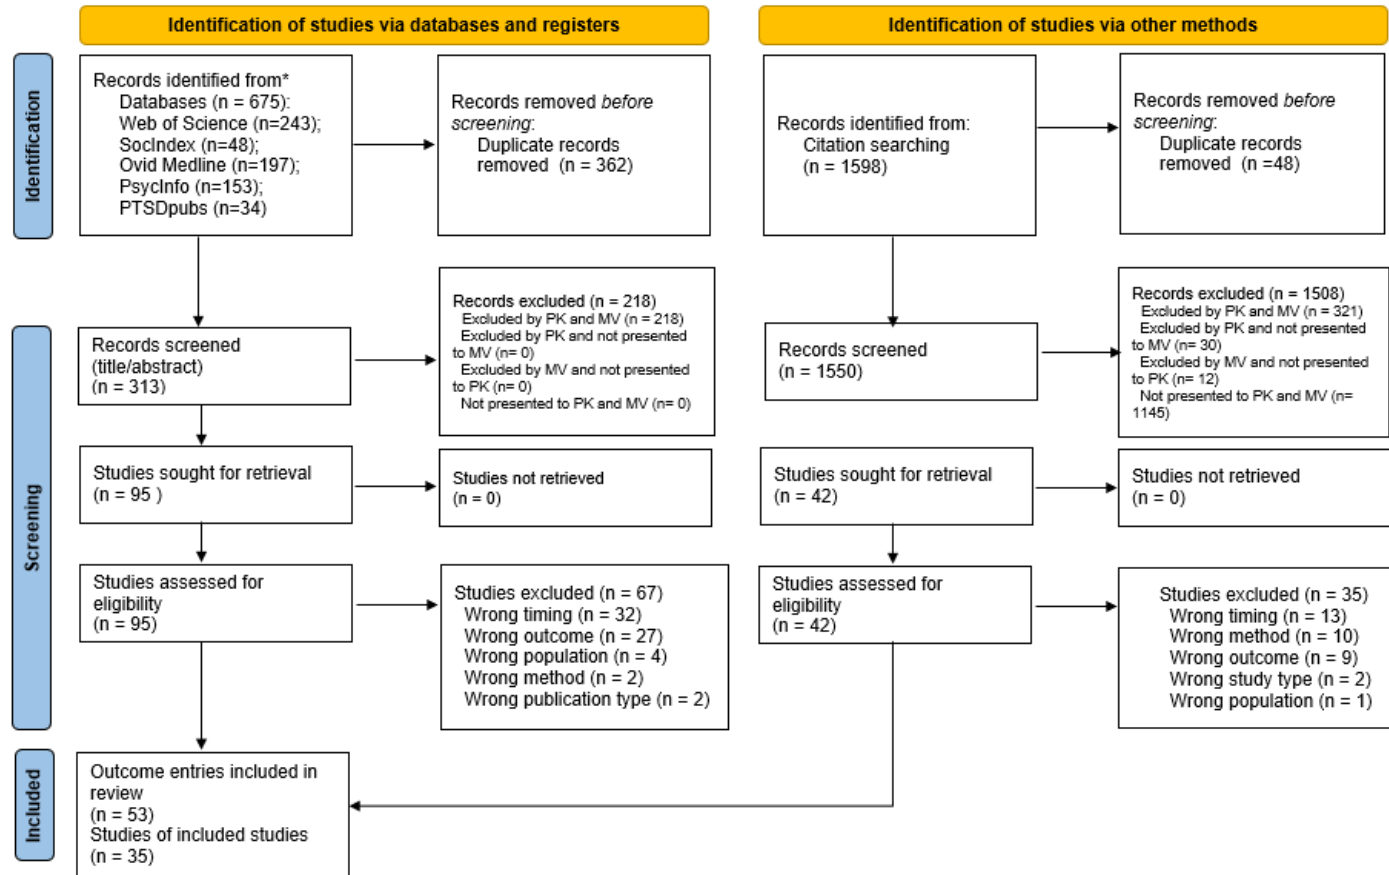 Identification of studies via databases and registers
Identification of studies via other methods
Identification
Records identified from*
Databases (n = 675):
Web of Science (n=243);
SocIndex (n=48);
Ovid Medline (n=197);
PsycInfo (n=153);
PTSDpubs (n=34)
Records removed before
screening:
Duplicate records
removed (n = 362)
Records identified from:
Citation searching
(n = 1598)
Records removed before
screening:
Duplicate records
removed (n =48)
Screening
Records screened
(title/abstract)
(n = 313)
Records excluded (n = 218)
Excluded by PK and MV (n = 218)
Excluded by PK and not presented
to MV (n= 0)
Excluded by MV and not presented
to PK (n= 0)
Not presented to PK and MV (n= 0)
Records screened
(n = 1550)
Records excluded (n = 1508)
Excluded by PK and MV (n = 321)
Excluded by PK and not presented
to MV (n= 30)
Excluded by MV and not presented
to PK (n= 12)
Not presented to PK and MV (n=
1145)
Studies sought for retrieval
(n = 95 )
Studies not retrieved
(n = 0)
Studies sought for retrieval
(n = 42)
Studies not retrieved
(n = 0)
Studies assessed for
eligibility
(n = 95)
Studies excluded (n = 67)
Wrong timing (n = 32)
Wrong outcome (n = 27)
Wrong population (n = 4)
Wrong method (n = 2)
Wrong publication type (n = 2)
Studies assessed for
eligibility
(n = 42)
Studies excluded (n = 35)
Wrong timing (n = 13)
Wrong method (n = 10)
Wrong outcome (n = 9)
Wrong study type (n = 2)
Wrong population (n = 1)
Included
Outcome entries included in
review
(n = 53)
Studies of included studies
(n = 35)